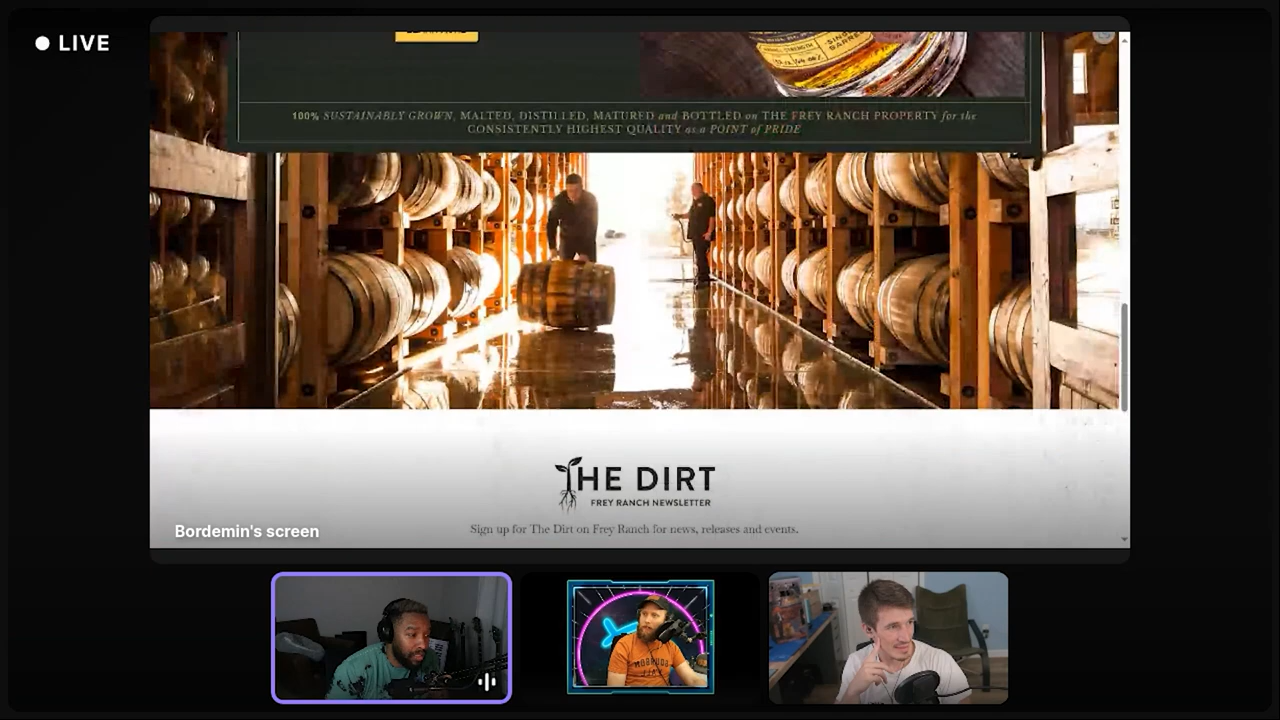 LIVE
100% SUSTAINABLY GROWN, MALTED, DISTILLED, MATURED and BOTTLED on THE FREY RANCH PROPERTY for the
CONSISTENTLY HIGHEST QUALITY as a POINT of PRIDE
THE DIRT
FREY RANCH NEWSLETTER
Sign up for The Dirt on Frey Ranch for news, releases and events.
Bordemin's screen